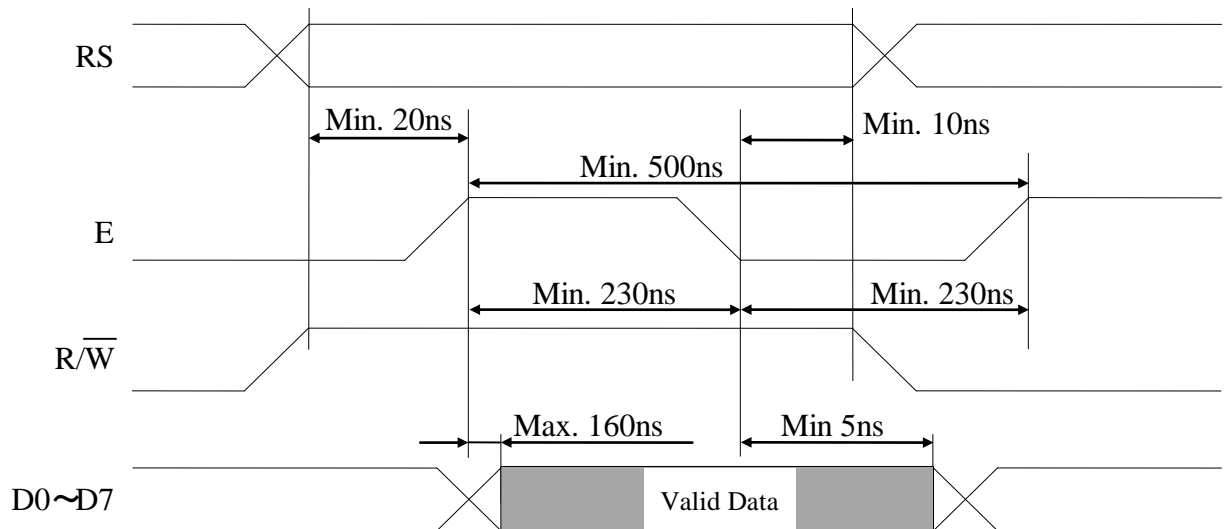 RS
Min. 20ns
Min. 10ns
Min. 500ns
E
Min. 230ns
Min. 230ns
R/W̅
Max. 160ns
Min 5ns
D0～D7
Valid Data